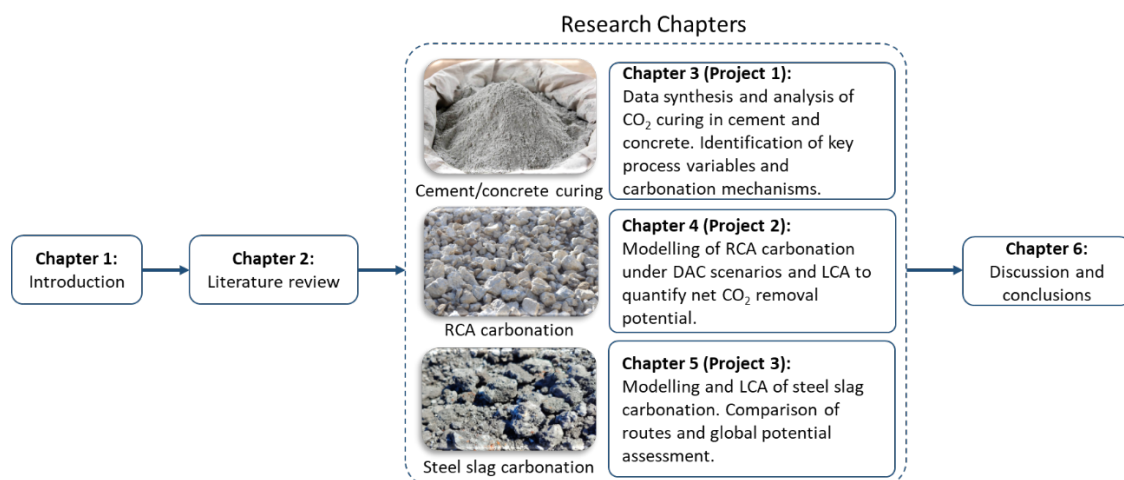 Research Chapters
Chapter 1:
Introduction
Chapter 2:
Literature review
Cement/concrete curing
Chapter 3 (Project 1):
Data synthesis and analysis of
CO₂ curing in cement and
concrete. Identification of key
process variables and
carbonation mechanisms.
RCA carbonation
Chapter 4 (Project 2):
Modelling of RCA carbonation
under DAC scenarios and LCA to
quantify net CO₂ removal
potential.
Steel slag carbonation
Chapter 5 (Project 3):
Modelling and LCA of steel slag
carbonation. Comparison of
routes and global potential
assessment.
Chapter 6:
Discussion and
conclusions